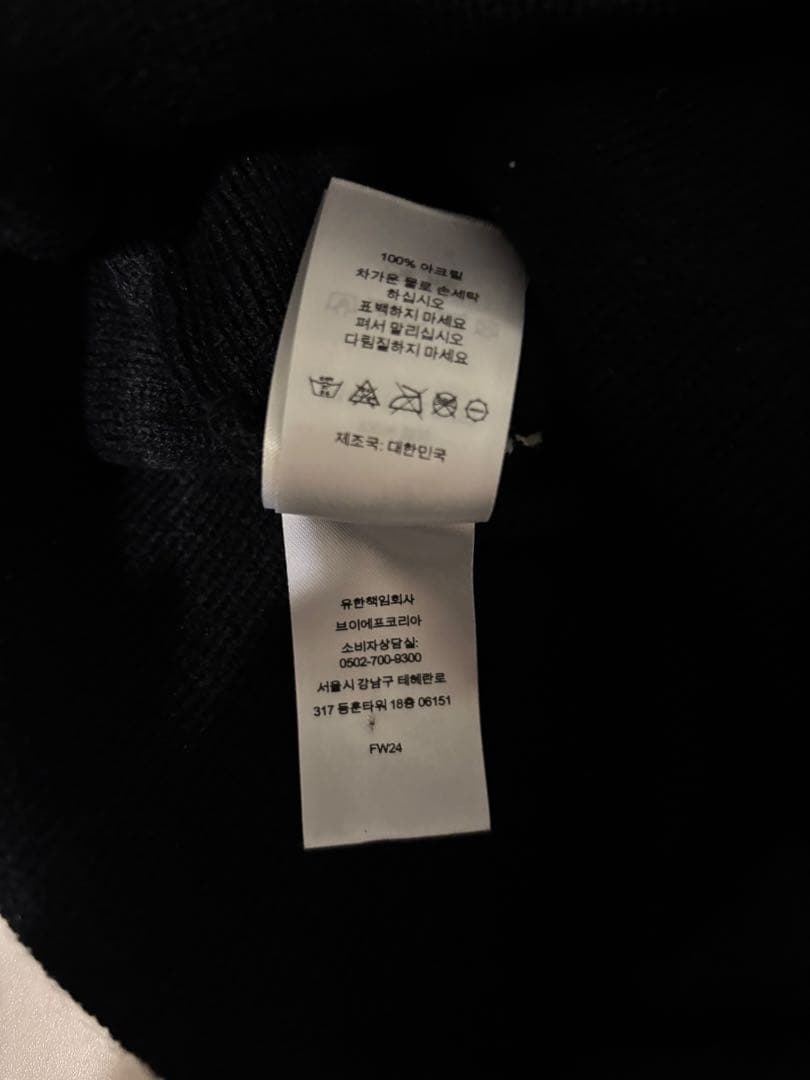 100% 아크릴
차가운 물로 손세탁
하십시오
표백하지 마세요
펴서 말리십시오
다림질하지 마세요
제조국: 대한민국
유한책임회사
브이에프코리아
소비자상담실:
0502-700-9300
서울시 강남구 테헤란로
317 동훈타워 18층 06151
FW24